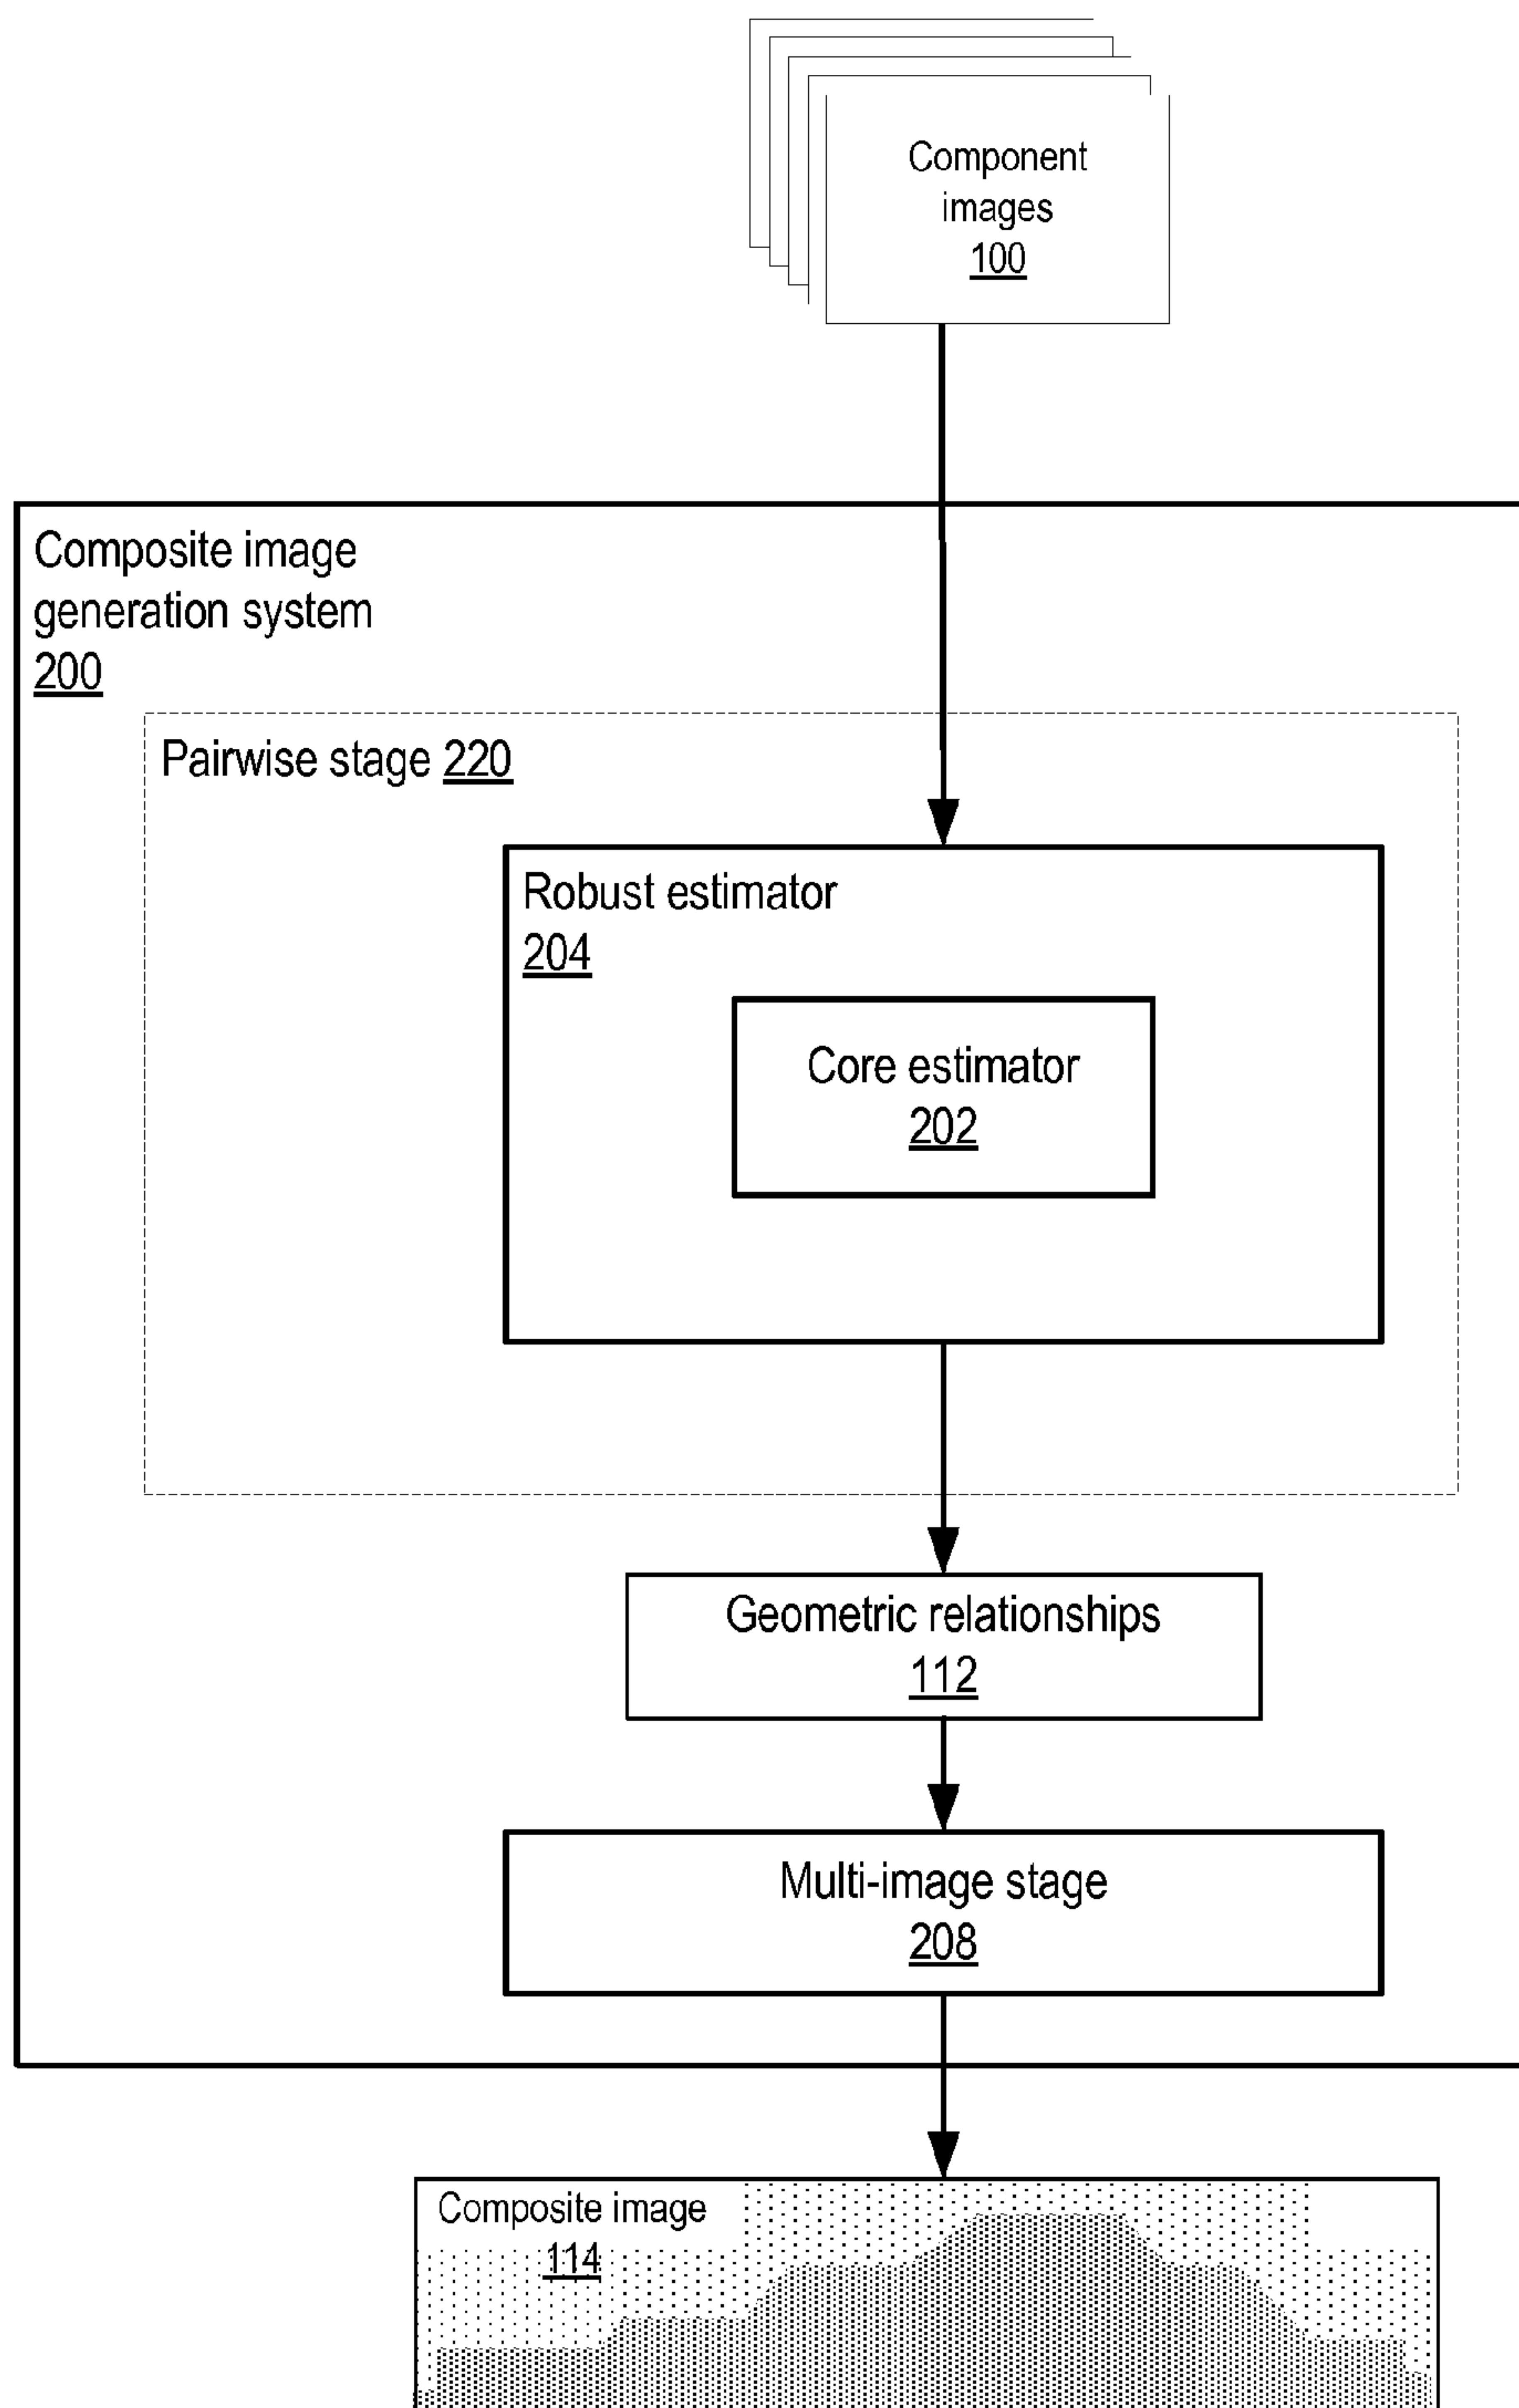 Component
images
100
Composite image
generation system
200
Pairwise stage 220
Robust estimator
204
Core estimator
202
Geometric relationships
112
Multi-image stage
208
Composite image
114